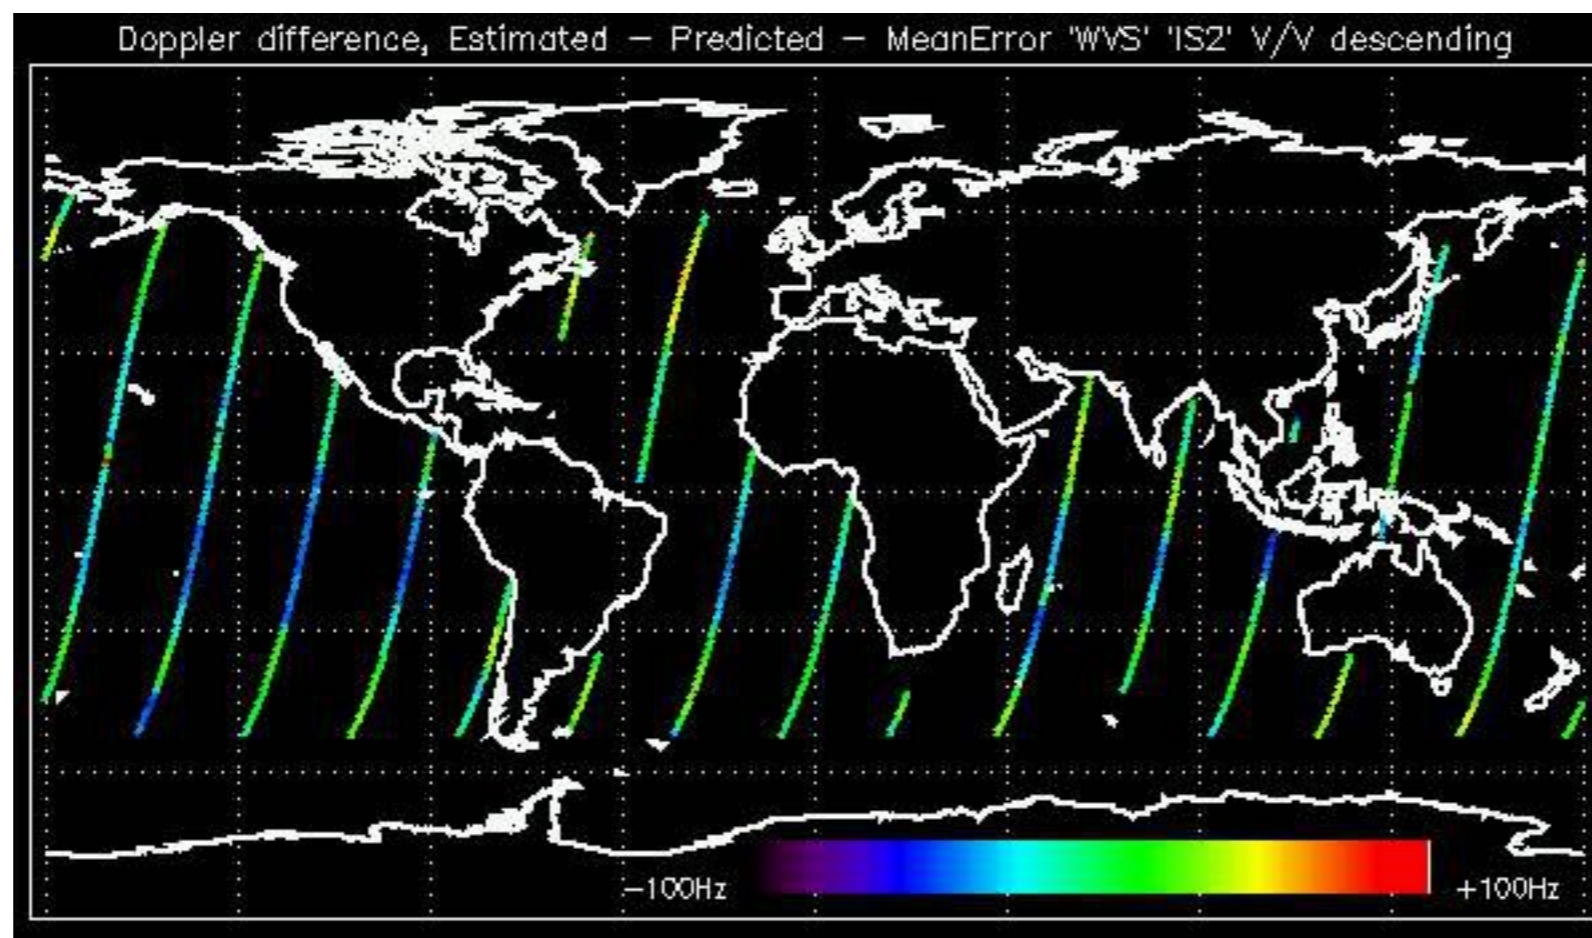 Doppler difference, Estimated - Predicted - MeanError 'WVS' 'IS2' V/V descending
-100Hz
+100Hz